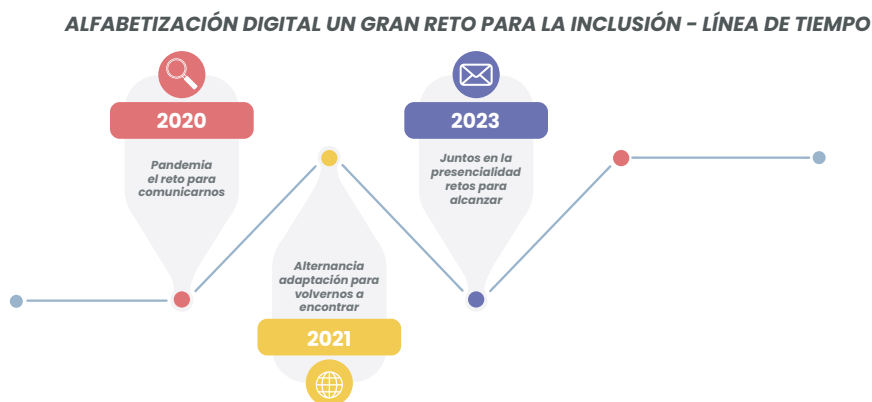 ALFABETIZACIÓN DIGITAL UN GRAN RETO PARA LA INCLUSIÓN - LÍNEA DE TIEMPO
2020
Pandemia
el reto para
comunicarnos
Alternancia
adaptación para
volvernos a
encontrar
2021
2023
Juntos en la
presencialidad
retos para
alcanzar